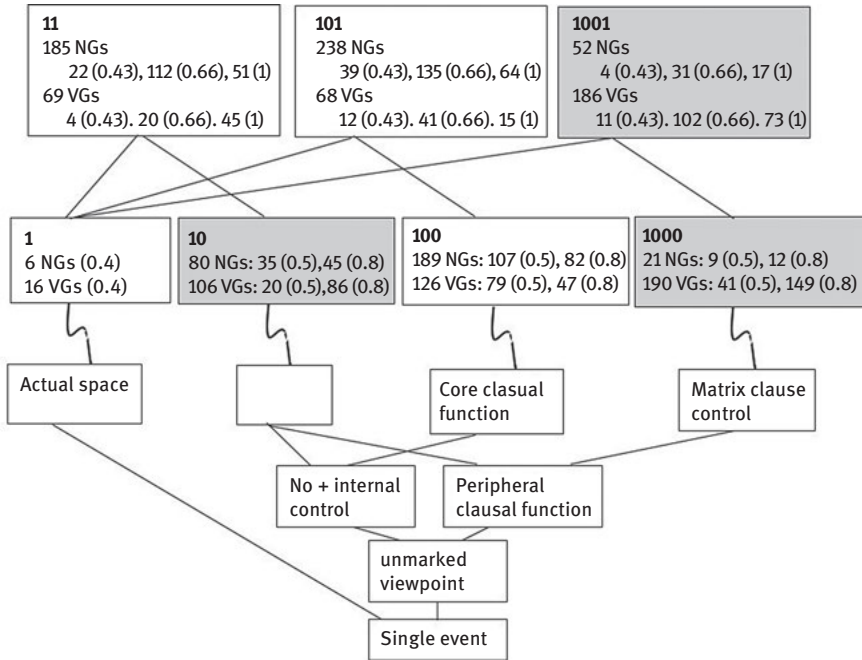 11
185 NGs
22 (0.43), 112 (0.66), 51 (1)
69 VGs
4 (0.43). 20 (0.66). 45 (1)
101
238 NGs
39 (0.43), 135 (0.66), 64 (1)
68 VGs
12 (0.43). 41 (0.66). 15 (1)
1001
52 NGs
4 (0.43), 31 (0.66), 17 (1)
186 VGs
11 (0.43). 102 (0.66). 73 (1)
1
6 NGs (0.4)
16 VGs (0.4)
10
80 NGs: 35 (0.5),45 (0.8)
106 VGs: 20 (0.5),86 (0.8)
100
189 NGs: 107 (0.5), 82 (0.8)
126 VGs: 79 (0.5), 47 (0.8)
1000
21 NGs: 9 (0.5), 12 (0.8)
190 VGs: 41 (0.5), 149 (0.8)
Actual space
Core clasual
function
Matrix clause
control
No + internal
control
Peripheral
clausal function
unmarked
viewpoint
Single event